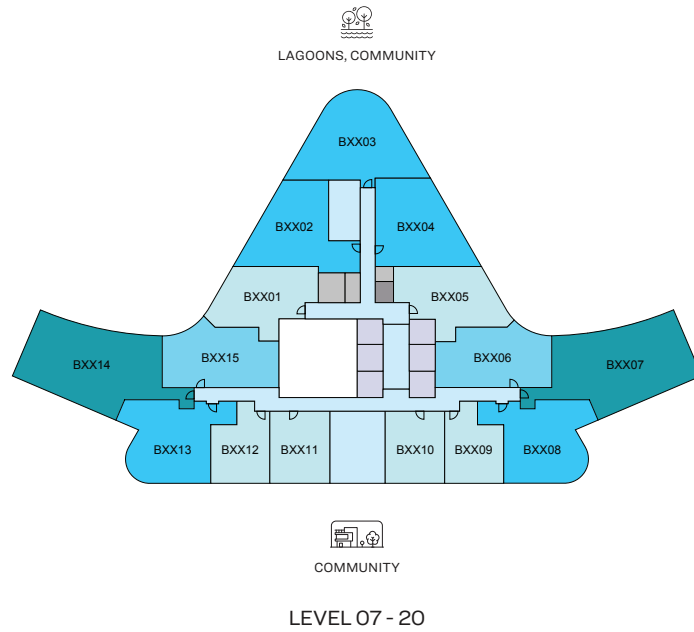 LAGOONS, COMMUNITY
BXX03
BXX02
BXX04
BXX01
BXX05
BXX14
BXX15
BXX06
BXX07
BXX13
BXX12
BXX11
BXX10
BXX09
BXX08
COMMUNITY
LEVEL 07 - 20